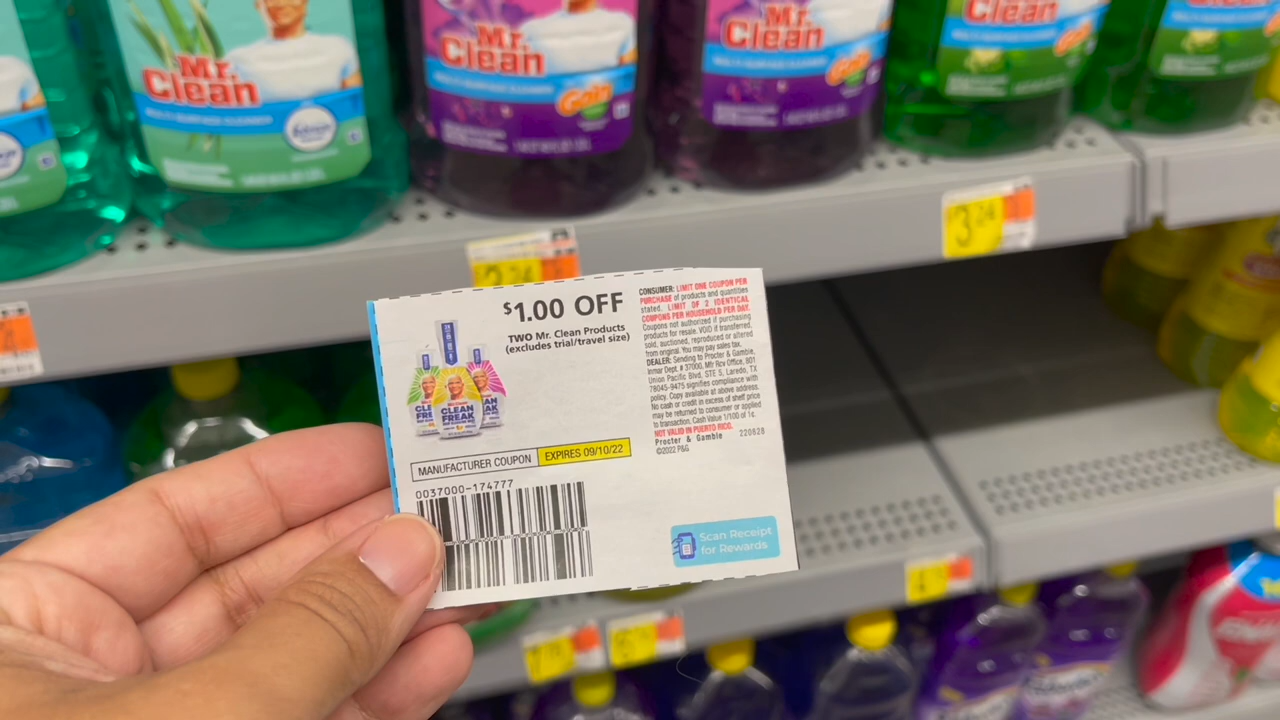 Mr.
Clean
Mr.
Clean
Gain
Mr.
Clean
Gain
Clean
Clean
3 24
$1.00 OFF
TWO Mr. Clean Products
(excludes trial/travel size)
CLEAN
FREAK
MANUFACTURER COUPON
EXPIRES 09/10/22
0037000-174777
CONSUMER: LIMIT ONE COUPON PER
PURCHASE of products and quantities
stated. LIMIT OF 2 IDENTICAL
COUPONS PER HOUSEHOLD PER DAY.
Coupons not authorized if purchasing
products for resale. VOID if transferred,
sold, auctioned, reproduced or altered
from original. You may pay sales tax.
DEALER: Sending to Procter & Gamble,
Inmar Dept. # 37000, Mfr Rcv Office, 801
Union Pacific Blvd, STE 5, Laredo, TX
78045-9475 signifies compliance with
policy. Copy available at above address.
No cash or credit in excess of shelf price
may be returned to consumer or applied
to transaction. Cash Value 1/100 of 1¢.
NOT VALID IN PUERTO RICO.
Procter & Gamble 220828
©2022 P&G
Scan Receipt
for Rewards